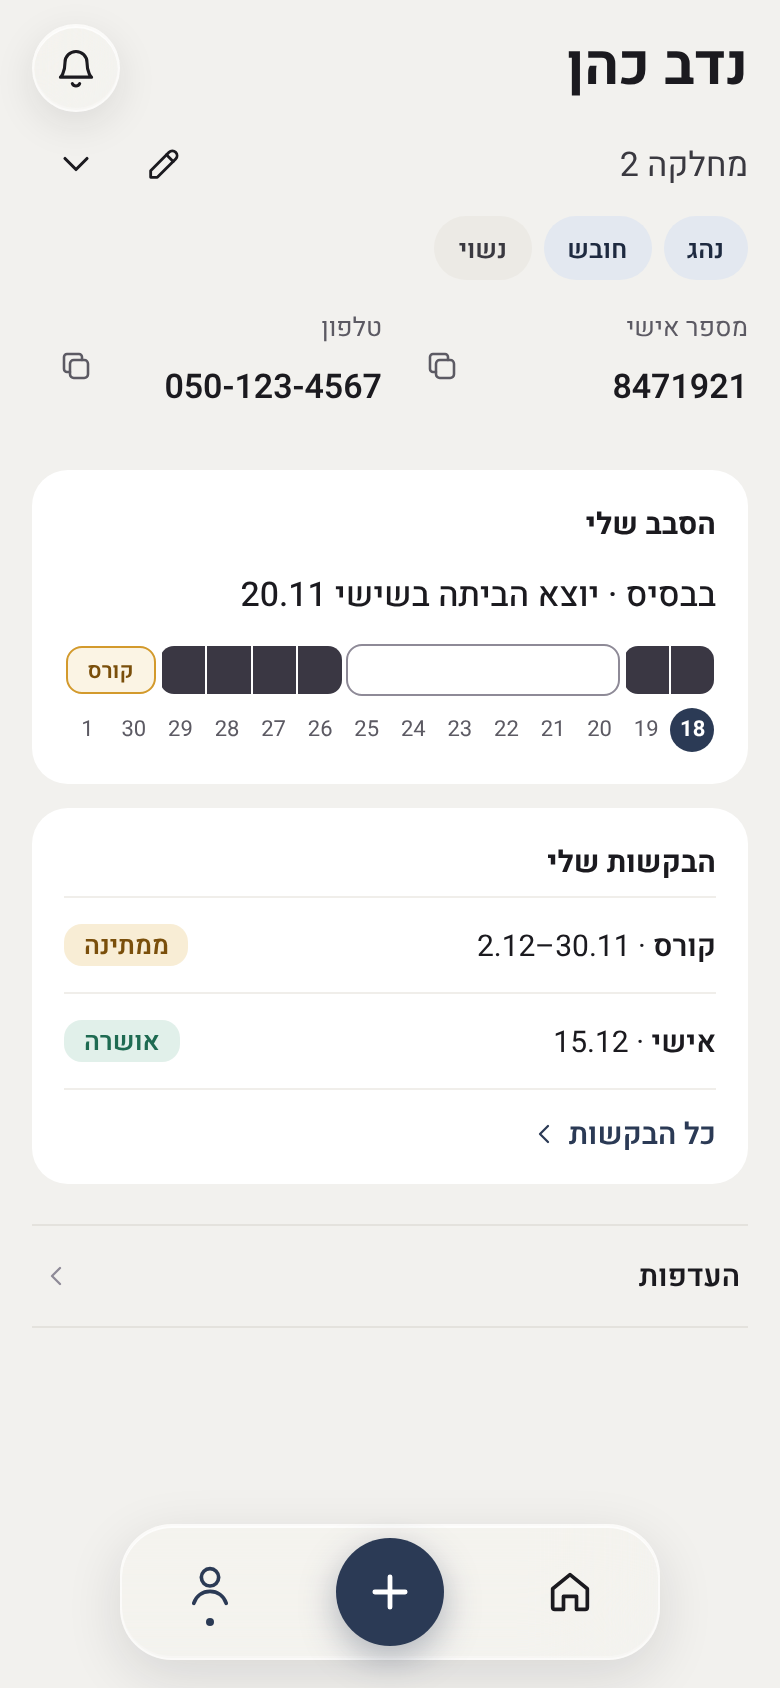 נדב כהן
מחלקה 2
נהג חובש נשוי
מספר אישי
8471921
טלפון
050-123-4567
הסבב שלי
בבסיס · יוצא הביתה בשישי 20.11
קורס
18 19 20 21 22 23 24 25 26 27 28 29 30 1
הבקשות שלי
קורס · 30.11–2.12 ממתינה
אישי · 15.12 אושרה
כל הבקשות
העדפות